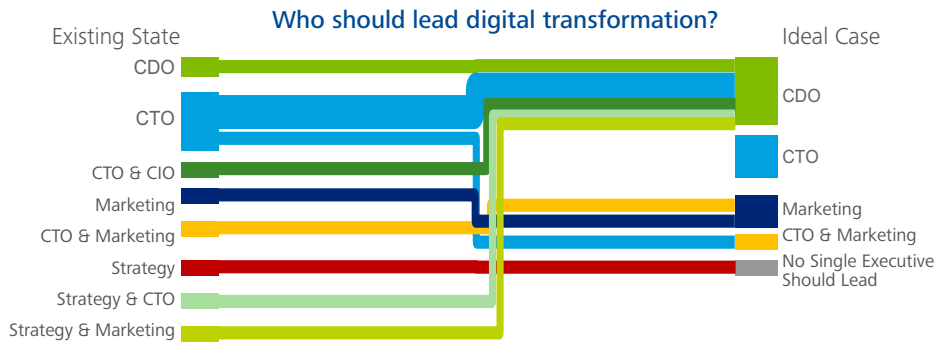 Who should lead digital transformation?
Existing State
Ideal Case
CDO
CTO
CTO & CIO
Marketing
CTO & Marketing
Strategy
Strategy & CTO
Strategy & Marketing
CDO
CTO
Marketing
CTO & Marketing
No Single Executive
Should Lead